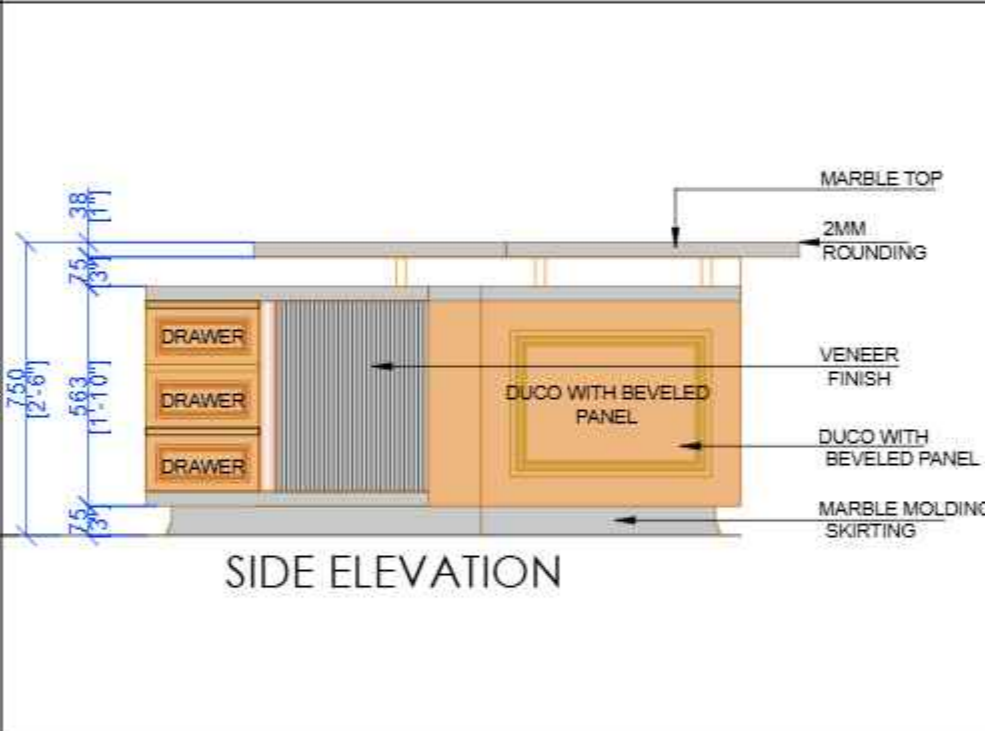 MARBLE TOP
38
[1"]
2MM
ROUNDING
75
[3"]
DRAWER
DRAWER
DRAWER
750
[2'-6"]
563
[1'-10"]
VENEER
FINISH
DUCO WITH BEVELED
PANEL
DUCO WITH
BEVELED PANEL
75
[3"]
MARBLE MOLDING
SKIRTING
SIDE ELEVATION